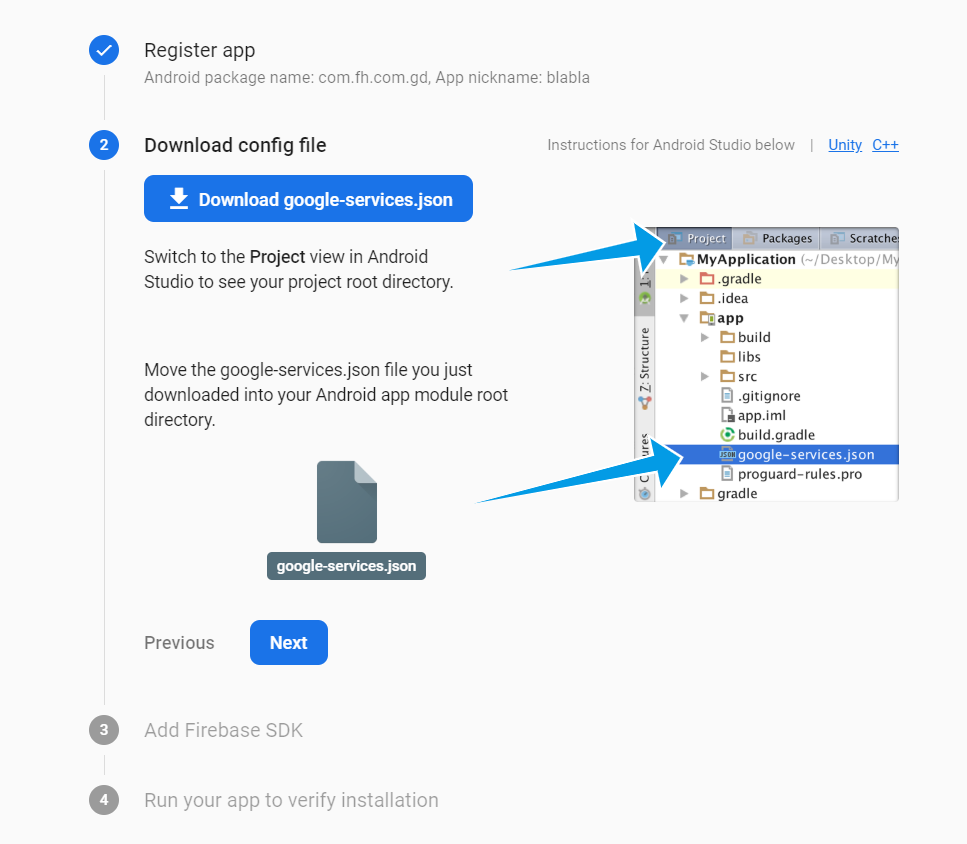 Register app
Android package name: com.fh.com.gd, App nickname: blabla
2
Download config file
Instructions for Android Studio below | Unity C++
Download google-services.json
Switch to the Project view in Android
Studio to see your project root directory.
Move the google-services.json file you just
downloaded into your Android app module root
directory.
google-services.json
Project Packages Scratches
MyApplication (~/Desktop/My
.gradle
.idea
app
build
libs
src
.gitignore
app.iml
build.gradle
google-services.json
proguard-rules.pro
gradle
1:
Z: Structure
JSON
Previous
Next
3
Add Firebase SDK
4
Run your app to verify installation